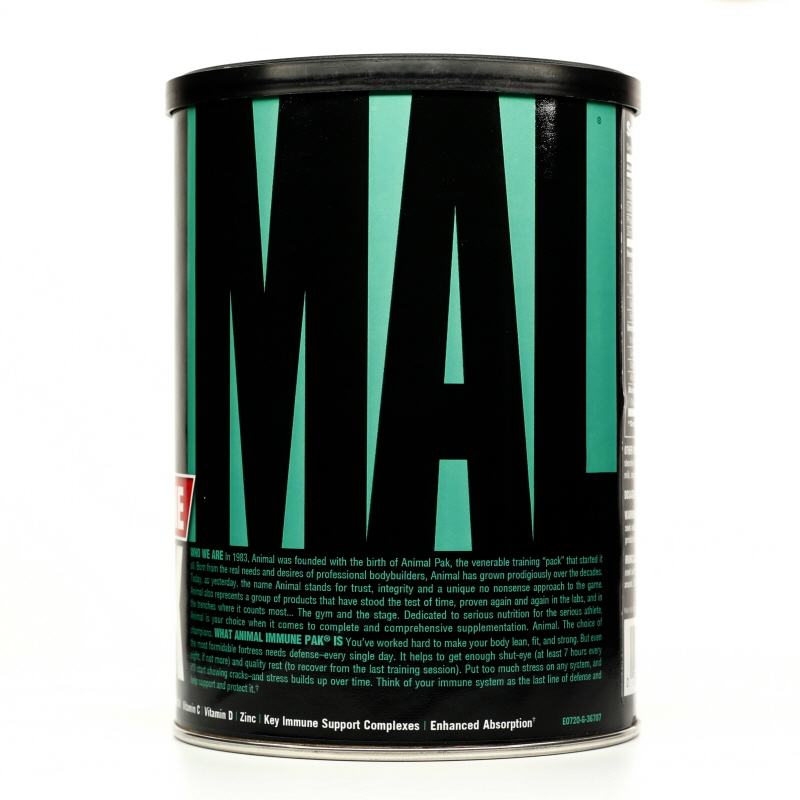 MAL
®
WHO WE ARE In 1983, Animal was founded with the birth of Animal Pak, the venerable training "pack" that started it
all. Born from the real needs and desires of professional bodybuilders, Animal has grown prodigiously over the decades.
Today, as yesterday, the name Animal stands for trust, integrity and a unique no nonsense approach to the game.
Animal also represents a group of products that have stood the test of time, proven again and again in the labs, and in
the trenches where it counts most... The gym and the stage. Dedicated to serious nutrition for the serious athlete,
Animal is your choice when it comes to complete and comprehensive supplementation. Animal. The choice of
champions. WHAT ANIMAL IMMUNE PAK® IS You've worked hard to make your body lean, fit, and strong. But even
the most formidable fortress needs defense–every single day. It helps to get enough shut-eye (at least 7 hours every
night, if not more) and quality rest (to recover from the last training session). Put too much stress on any system, and
it'll start showing cracks–and stress builds up over time. Think of your immune system as the last line of defense and
help support and protect it.†
Vitamin C | Vitamin D | Zinc | Key Immune Support Complexes | Enhanced Absorption†
E0720-G-36707